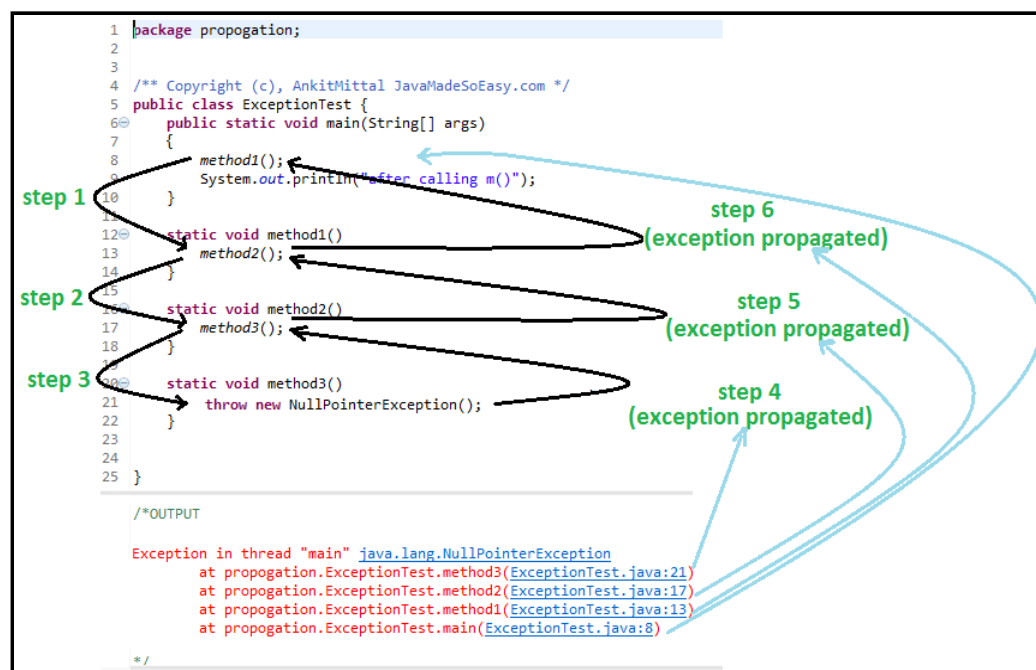 1 package propogation;
2
3
4 /** Copyright (c), AnkitMittal JavaMadeSoEasy.com */
5 public class ExceptionTest {
6 public static void main(String[] args)
7 {
8 method1();
9 System.out.println("after calling m()");
10 }
11
12 static void method1()
13 method2();
14 }
16 static void method2()
17 method3();
18 }
20 static void method3()
21 throw new NullPointerException();
22 }
23
24
25 }
step 1
step 2
step 3
step 6
(exception propagated)
step 5
(exception propagated)
step 4
(exception propagated)
/*OUTPUT
Exception in thread "main" java.lang.NullPointerException
at propogation.ExceptionTest.method3(ExceptionTest.java:21)
at propogation.ExceptionTest.method2(ExceptionTest.java:17)
at propogation.ExceptionTest.method1(ExceptionTest.java:13)
at propogation.ExceptionTest.main(ExceptionTest.java:8)
*/